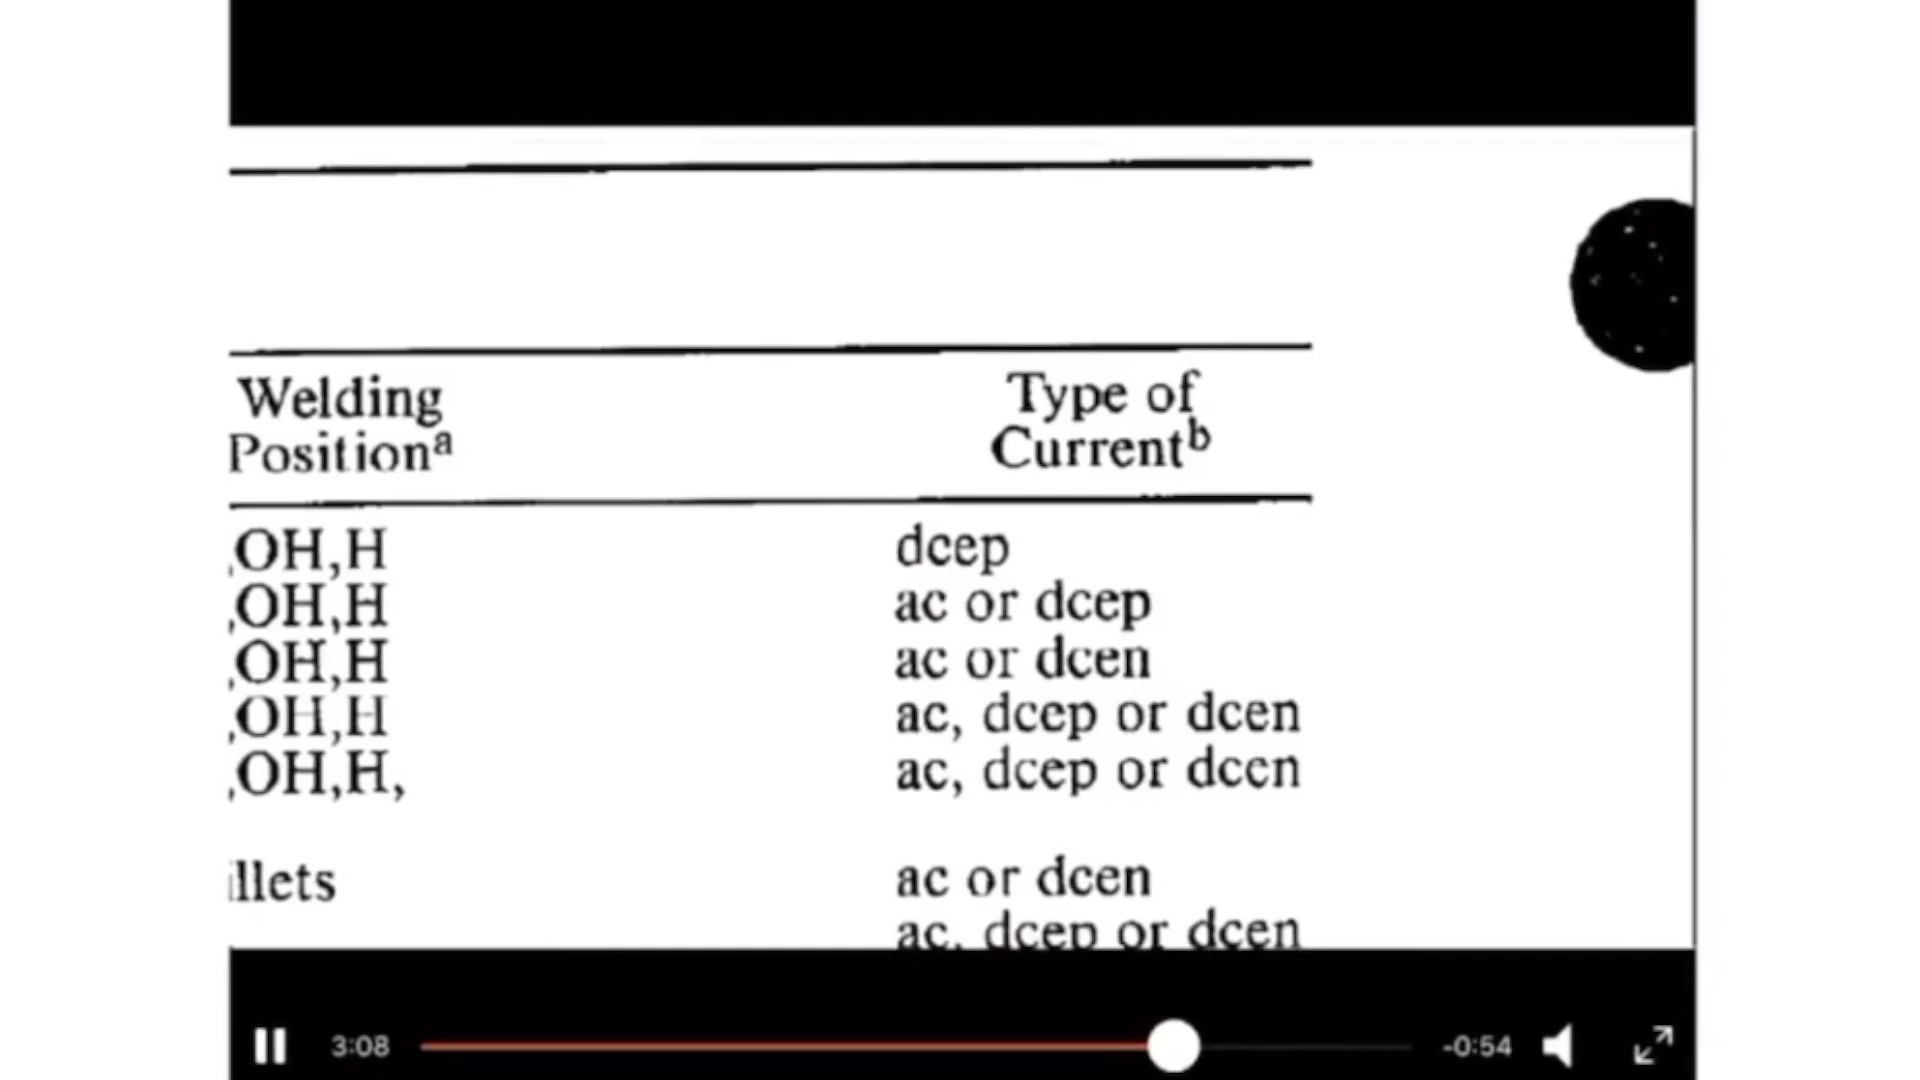 Welding
Positionᵃ
Type of
Currentᵇ
,OH,H dcep
,OH,H ac or dcep
,OH,H ac or dcen
,OH,H ac, dcep or dcen
,OH,H, ac, dcep or dcen
illets ac or dcen
ac, dcep or dcen
3:08 -0:54